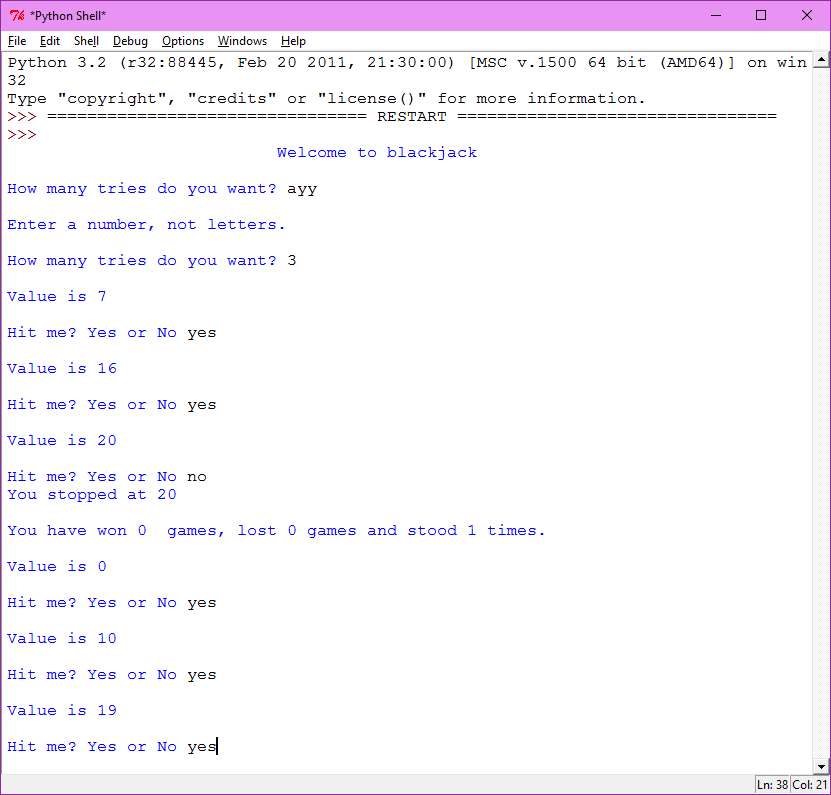 *Python Shell*
File Edit Shell Debug Options Windows Help
Python 3.2 (r32:88445, Feb 20 2011, 21:30:00) [MSC v.1500 64 bit (AMD64)] on win
32
Type "copyright", "credits" or "license()" for more information.
>>> ================================ RESTART ================================
>>>
Welcome to blackjack
How many tries do you want? ayy
Enter a number, not letters.
How many tries do you want? 3
Value is 7
Hit me? Yes or No yes
Value is 16
Hit me? Yes or No yes
Value is 20
Hit me? Yes or No no
You stopped at 20
You have won 0  games, lost 0 games and stood 1 times.
Value is 0
Hit me? Yes or No yes
Value is 10
Hit me? Yes or No yes
Value is 19
Hit me? Yes or No yes
Ln: 38 Col: 21